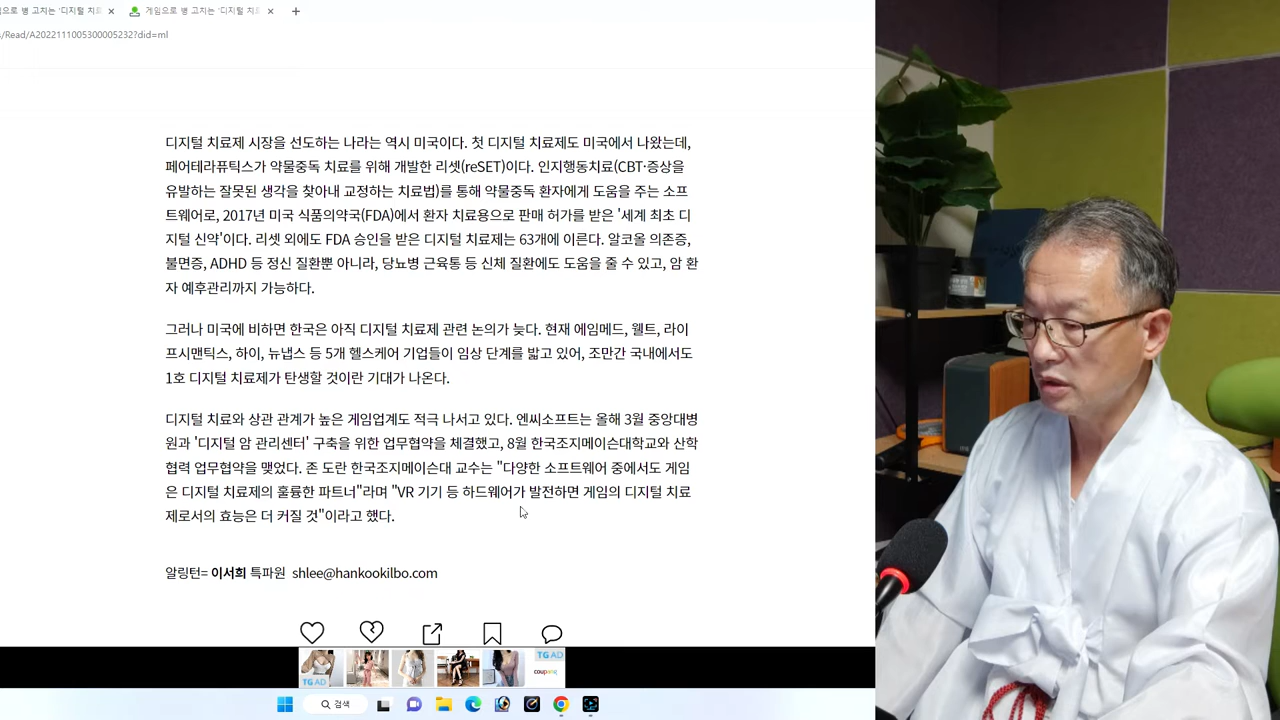 으로 병 고치는 '디지털 치료
게임으로 병 고치는 '디지털 치료
s/Read/A2022111005300005232?did=ml
디지털 치료제 시장을 선도하는 나라는 역시 미국이다. 첫 디지털 치료제도 미국에서 나왔는데,
페어테라퓨틱스가 약물중독 치료를 위해 개발한 리셋(reSET)이다. 인지행동치료(CBT·증상을
유발하는 잘못된 생각을 찾아내 교정하는 치료법)를 통해 약물중독 환자에게 도움을 주는 소프
트웨어로, 2017년 미국 식품의약국(FDA)에서 환자 치료용으로 판매 허가를 받은 '세계 최초 디
지털 신약'이다. 리셋 외에도 FDA 승인을 받은 디지털 치료제는 63개에 이른다. 알코올 의존증,
불면증, ADHD 등 정신 질환뿐 아니라, 당뇨병 근육통 등 신체 질환에도 도움을 줄 수 있고, 암 환
자 예후관리까지 가능하다.
그러나 미국에 비하면 한국은 아직 디지털 치료제 관련 논의가 늦다. 현재 에임메드, 웰트, 라이
프시맨틱스, 하이, 뉴냅스 등 5개 헬스케어 기업들이 임상 단계를 밟고 있어, 조만간 국내에서도
1호 디지털 치료제가 탄생할 것이란 기대가 나온다.
디지털 치료와 상관 관계가 높은 게임업계도 적극 나서고 있다. 엔씨소프트는 올해 3월 중앙대병
원과 '디지털 암 관리센터' 구축을 위한 업무협약을 체결했고, 8월 한국조지메이슨대학교와 산학
협력 업무협약을 맺었다. 존 도란 한국조지메이슨대 교수는 "다양한 소프트웨어 중에서도 게임
은 디지털 치료제의 훌륭한 파트너"라며 "VR 기기 등 하드웨어가 발전하면 게임의 디지털 치료
제로서의 효능은 더 커질 것"이라고 했다.
알링턴= 이서희 특파원 shlee@hankookilbo.com
TG AD
TG AD
coupang
검색